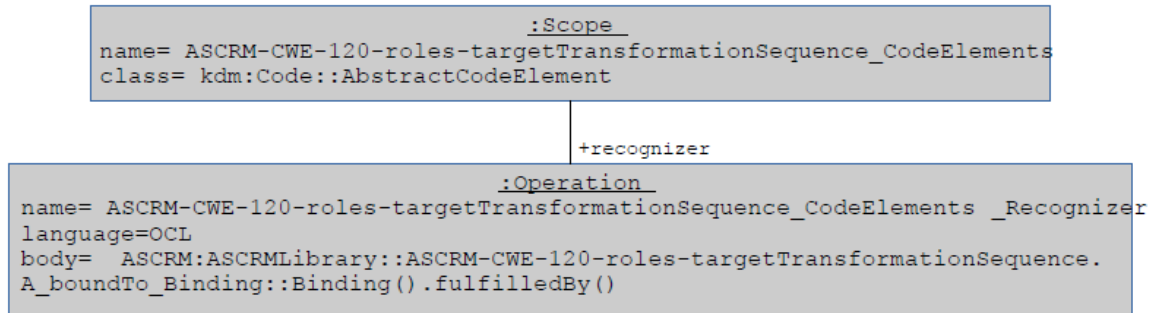 :Scope
name= ASCRM-CWE-120-roles-targetTransformationSequence_CodeElements
class= kdm:Code::AbstractCodeElement
+recognizer
:Operation
name= ASCRM-CWE-120-roles-targetTransformationSequence_CodeElements _Recognizer
language=OCL
body=  ASCRM:ASCRMLibrary::ASCRM-CWE-120-roles-targetTransformationSequence.
A_boundTo_Binding::Binding().fulfilledBy()